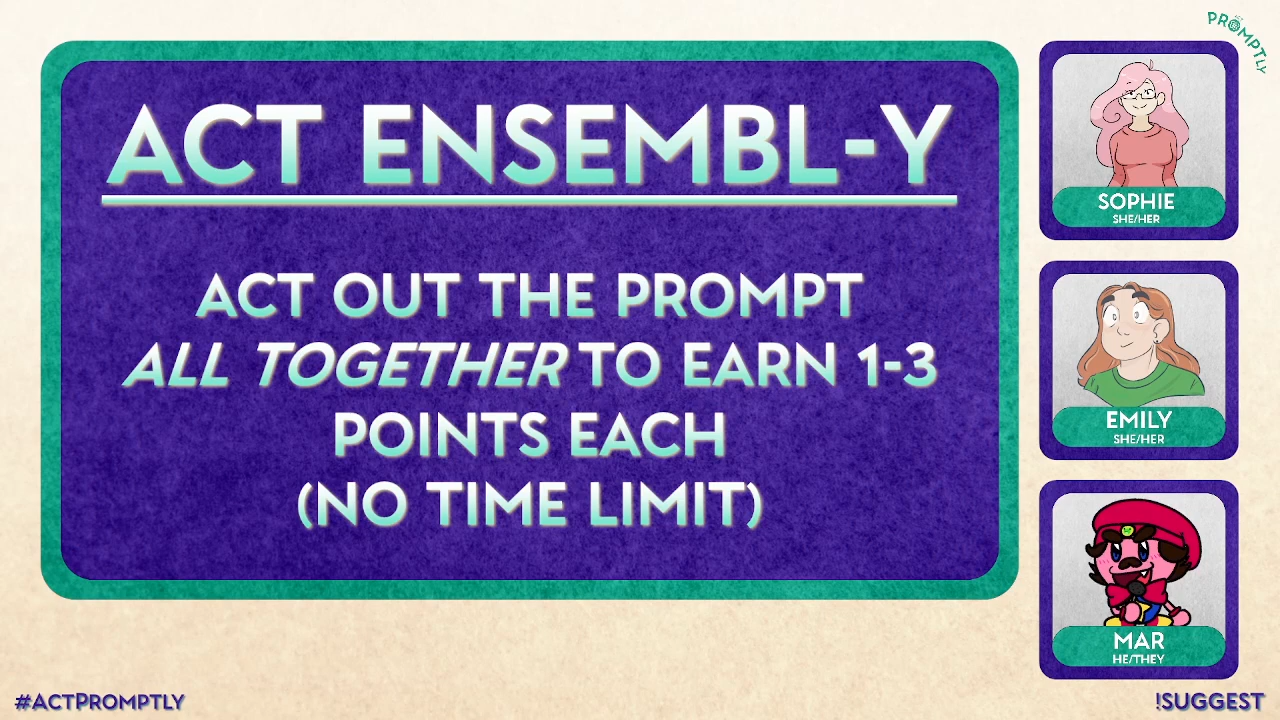 ACT ENSEMBL-Y
ACT OUT THE PROMPT
ALL TOGETHER TO EARN 1-3
POINTS EACH
(NO TIME LIMIT)
ACT
PROMPTLY
SOPHIE
SHE/HER
EMILY
SHE/HER
MAR
HE/THEY
#ACTPROMPTLY
!SUGGEST